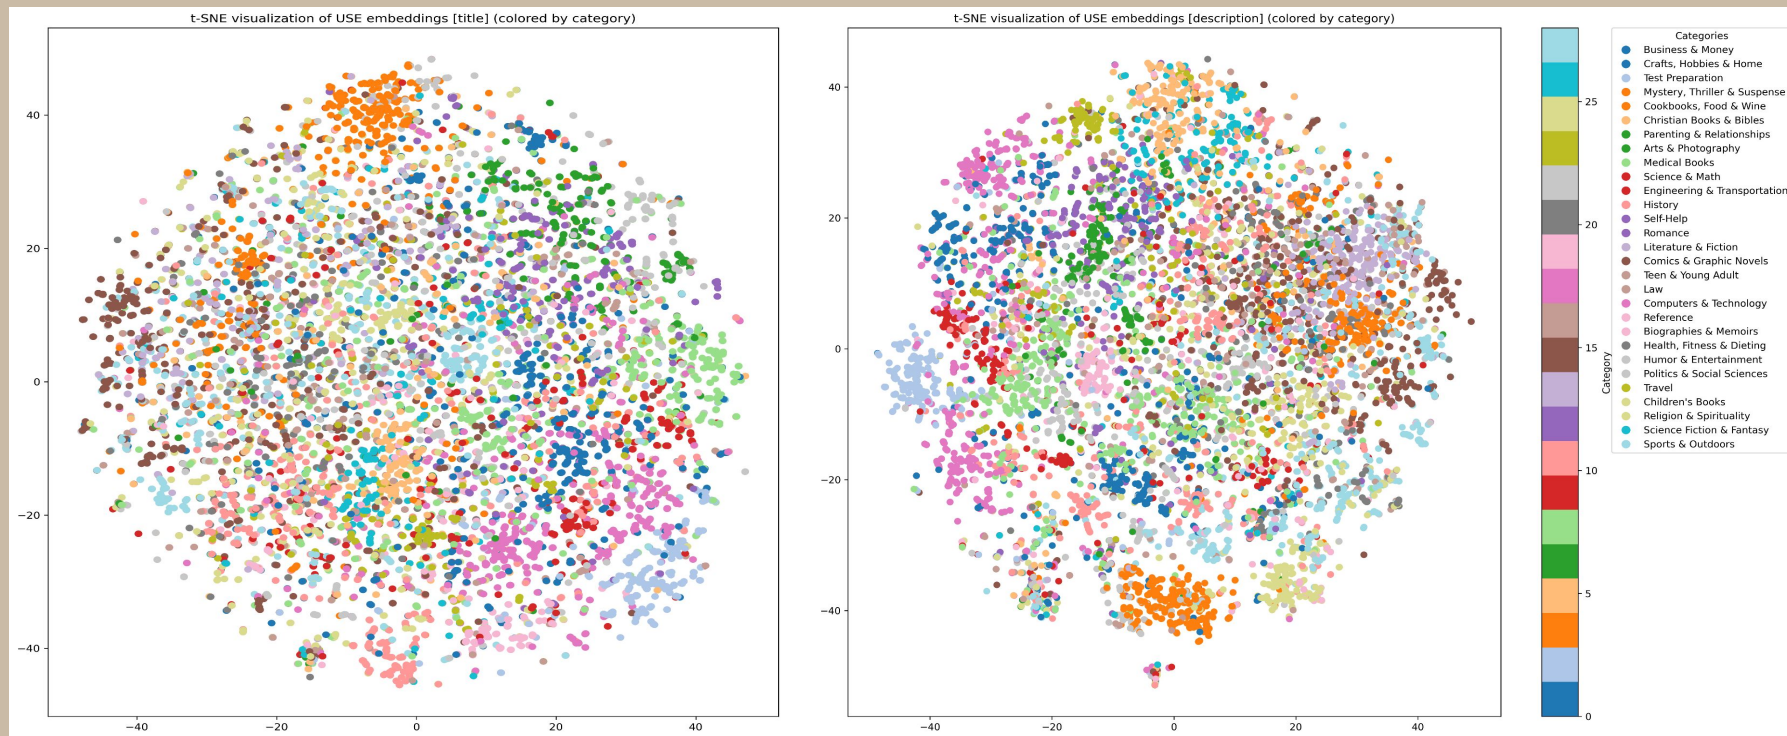 t-SNE visualization of USE embeddings [title] (colored by category)
40
20
0
−20
−40
−40
−20
0
20
40
t-SNE visualization of USE embeddings [description] (colored by category)
40
20
0
−20
−40
−40
−20
0
20
40
25
20
15
10
5
0
Category
Categories
Business & Money
Crafts, Hobbies & Home
Test Preparation
Mystery, Thriller & Suspense
Cookbooks, Food & Wine
Christian Books & Bibles
Parenting & Relationships
Arts & Photography
Medical Books
Science & Math
Engineering & Transportation
History
Self-Help
Romance
Literature & Fiction
Comics & Graphic Novels
Teen & Young Adult
Law
Computers & Technology
Reference
Biographies & Memoirs
Health, Fitness & Dieting
Humor & Entertainment
Politics & Social Sciences
Travel
Children's Books
Religion & Spirituality
Science Fiction & Fantasy
Sports & Outdoors